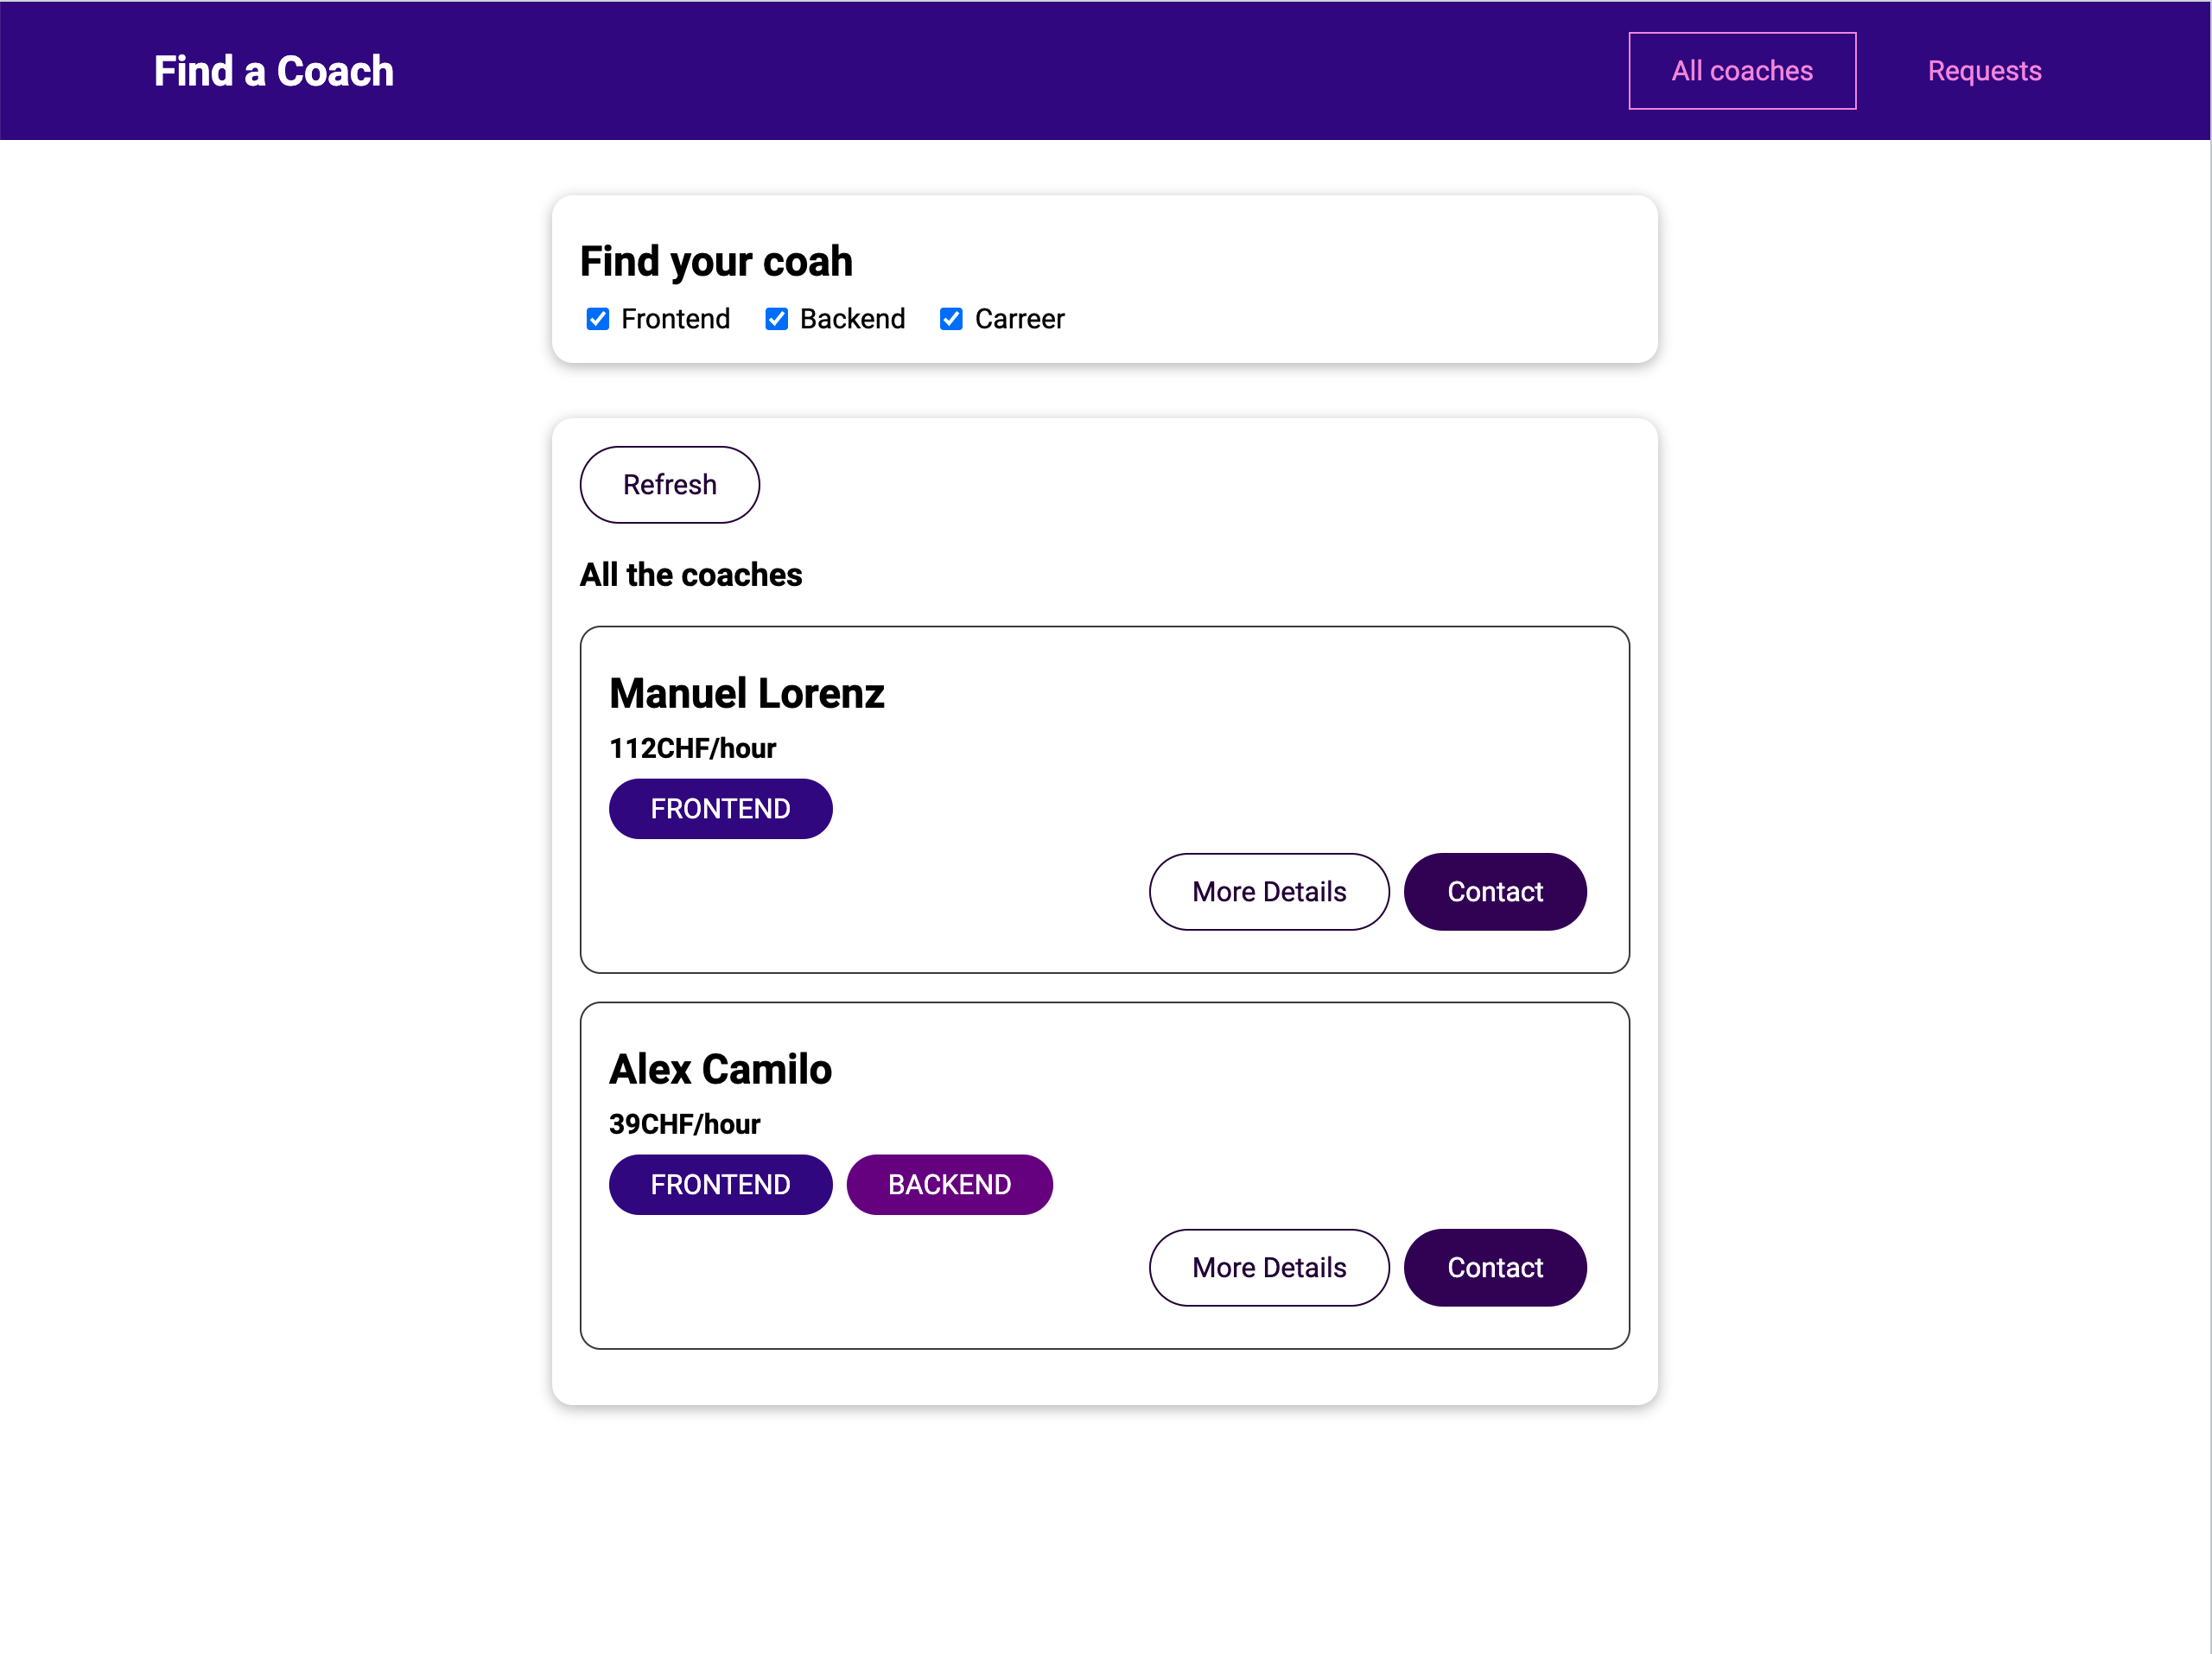 Find a Coach All coaches Requests
Find your coah
Frontend Backend Carreer
Refresh
All the coaches
Manuel Lorenz
112CHF/hour
FRONTEND
More Details Contact
Alex Camilo
39CHF/hour
FRONTEND BACKEND
More Details Contact